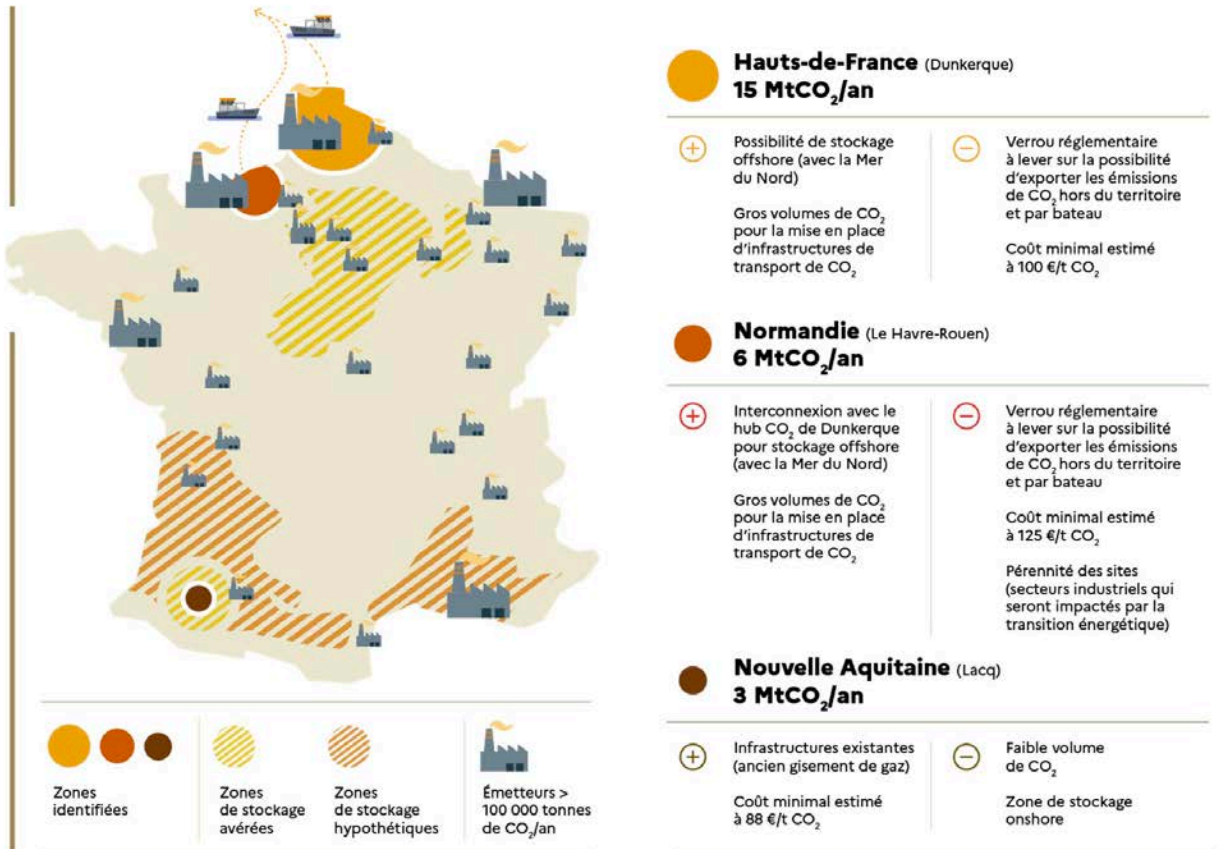 Hauts-de-France (Dunkerque)
15 MtCO₂/an
Possibilité de stockage
offshore (avec la Mer
du Nord)
Gros volumes de CO₂
pour la mise en place
d'infrastructures de
transport de CO₂
Verrou réglementaire
à lever sur la possibilité
d'exporter les émissions
de CO₂ hors du territoire
et par bateau
Coût minimal estimé
à 100 €/t CO₂
Normandie (Le Havre-Rouen)
6 MtCO₂/an
Interconnexion avec le
hub CO₂ de Dunkerque
pour stockage offshore
(avec la Mer du Nord)
Gros volumes de CO₂
pour la mise en place
d'infrastructures de
transport de CO₂
Verrou réglementaire
à lever sur la possibilité
d'exporter les émissions
de CO₂ hors du territoire
et par bateau
Coût minimal estimé
à 125 €/t CO₂
Pérennité des sites
(secteurs industriels qui
seront impactés par la
transition énergétique)
Nouvelle Aquitaine (Lacq)
3 MtCO₂/an
Infrastructures existantes
(ancien gisement de gaz)
Coût minimal estimé
à 88 €/t CO₂
Faible volume
de CO₂
Zone de stockage
onshore
Zones
identifiées
Zones
de stockage
avérées
Zones
de stockage
hypothétiques
Émetteurs >
100 000 tonnes
de CO₂/an